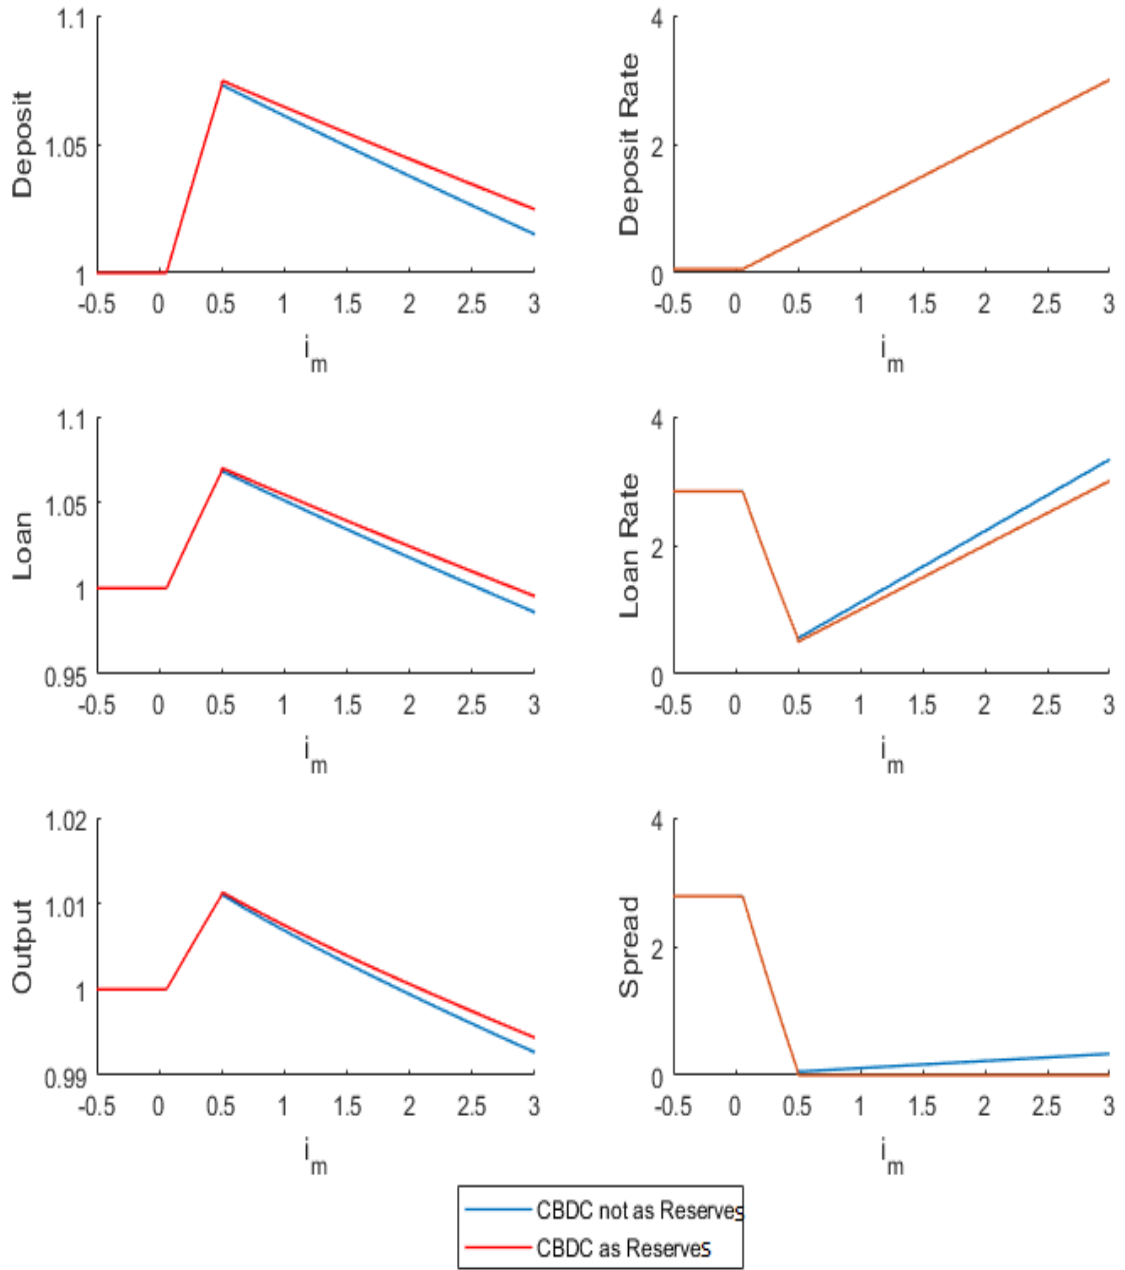 1.1
Deposit
1.05
1
-0.5 0 0.5 1 1.5 2 2.5 3
i_m
4
Deposit Rate
2
0
-0.5 0 0.5 1 1.5 2 2.5 3
i_m
1.1
Loan
1.05
1
0.95
-0.5 0 0.5 1 1.5 2 2.5 3
i_m
4
Loan Rate
2
0
-0.5 0 0.5 1 1.5 2 2.5 3
i_m
1.02
Output
1.01
1
0.99
-0.5 0 0.5 1 1.5 2 2.5 3
i_m
4
Spread
2
0
-0.5 0 0.5 1 1.5 2 2.5 3
i_m
CBDC not as Reserves
CBDC as Reserves